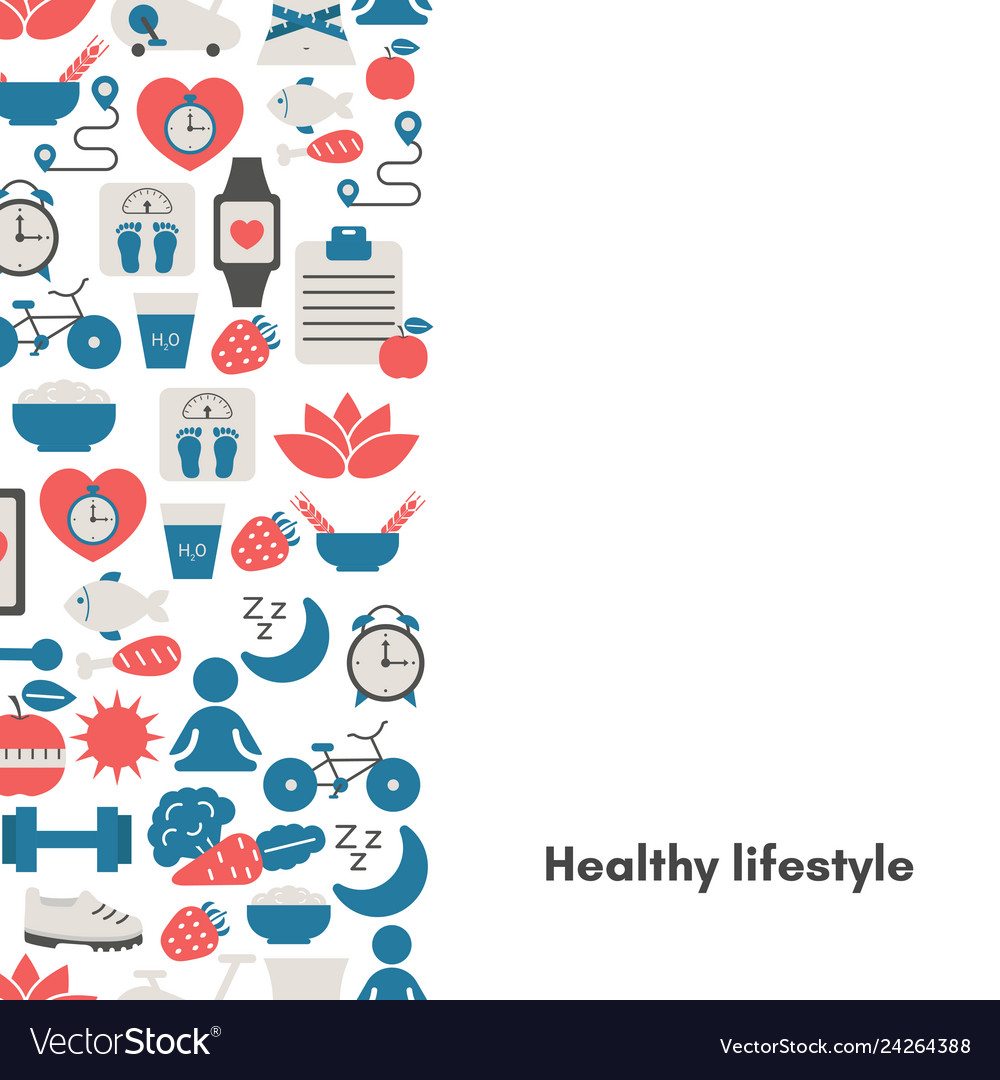 H₂O
H₂O
Z z
z
Z z
z
Healthy lifestyle
VectorStock®
VectorStock.com/24264388